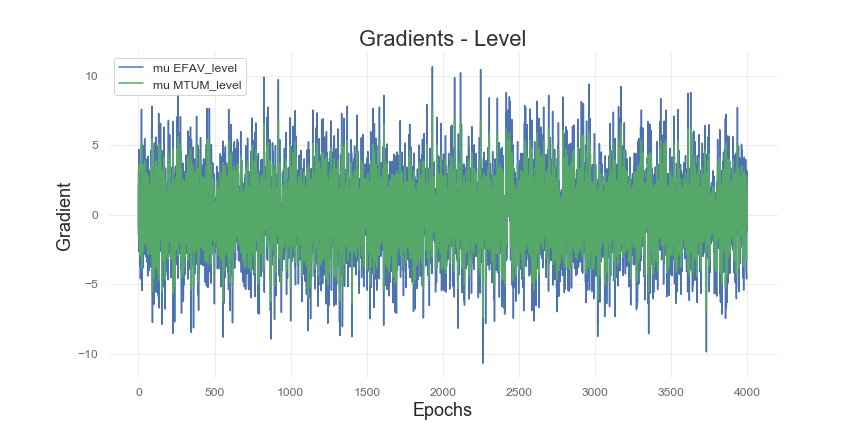 Gradients - Level
mu EFAV_level
mu MTUM_level
10
5
0
−5
−10
Gradient
0 500 1000 1500 2000 2500 3000 3500 4000
Epochs